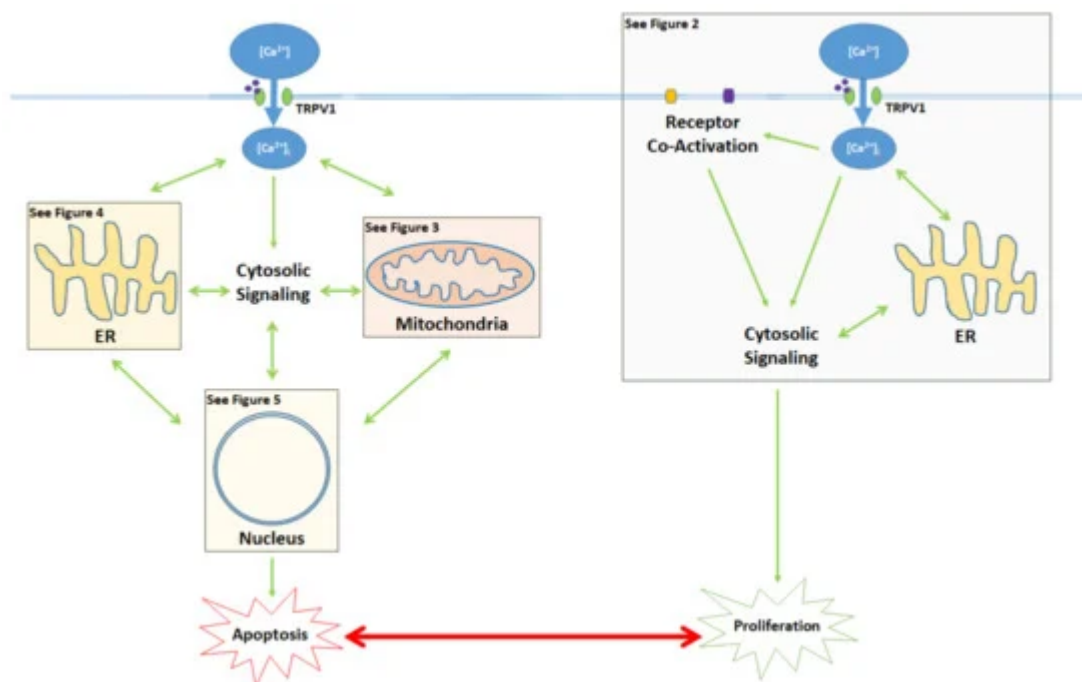 See Figure 2
[Ca²⁺]
[Ca²⁺]
TRPV1
TRPV1
Receptor
Co-Activation
[Ca²⁺]ᵢ
[Ca²⁺]ᵢ
See Figure 4
See Figure 3
Cytosolic
Signaling
ER
Mitochondria
Cytosolic
Signaling
ER
See Figure 5
Nucleus
Apoptosis
Proliferation